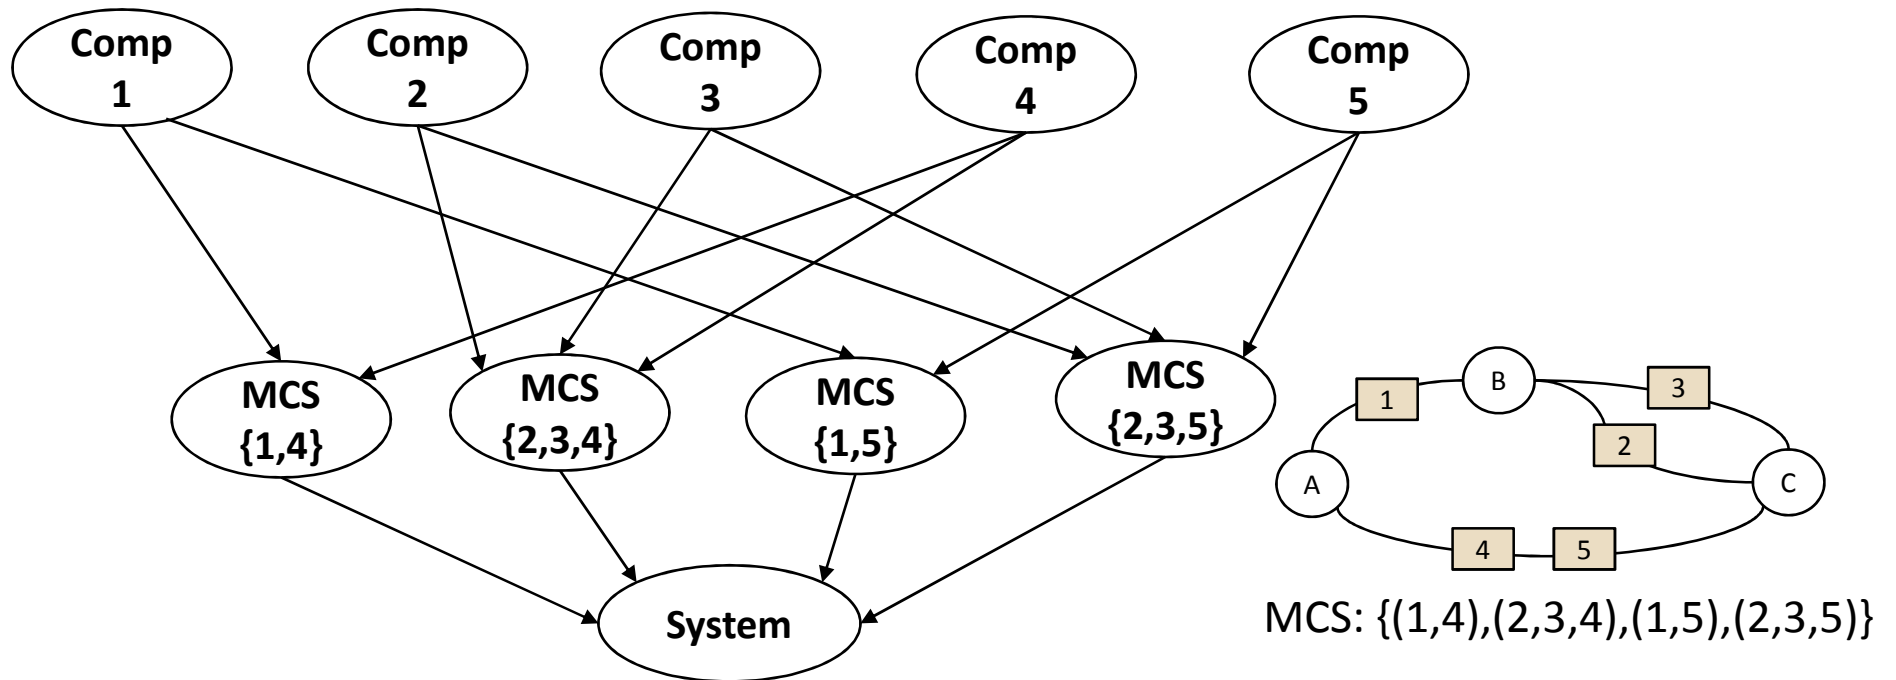 Comp
1
Comp
2
Comp
3
Comp
4
Comp
5
MCS
{1,4}
MCS
{2,3,4}
MCS
{1,5}
MCS
{2,3,5}
System
1
B
3
2
A
C
4
5
MCS: {(1,4),(2,3,4),(1,5),(2,3,5)}